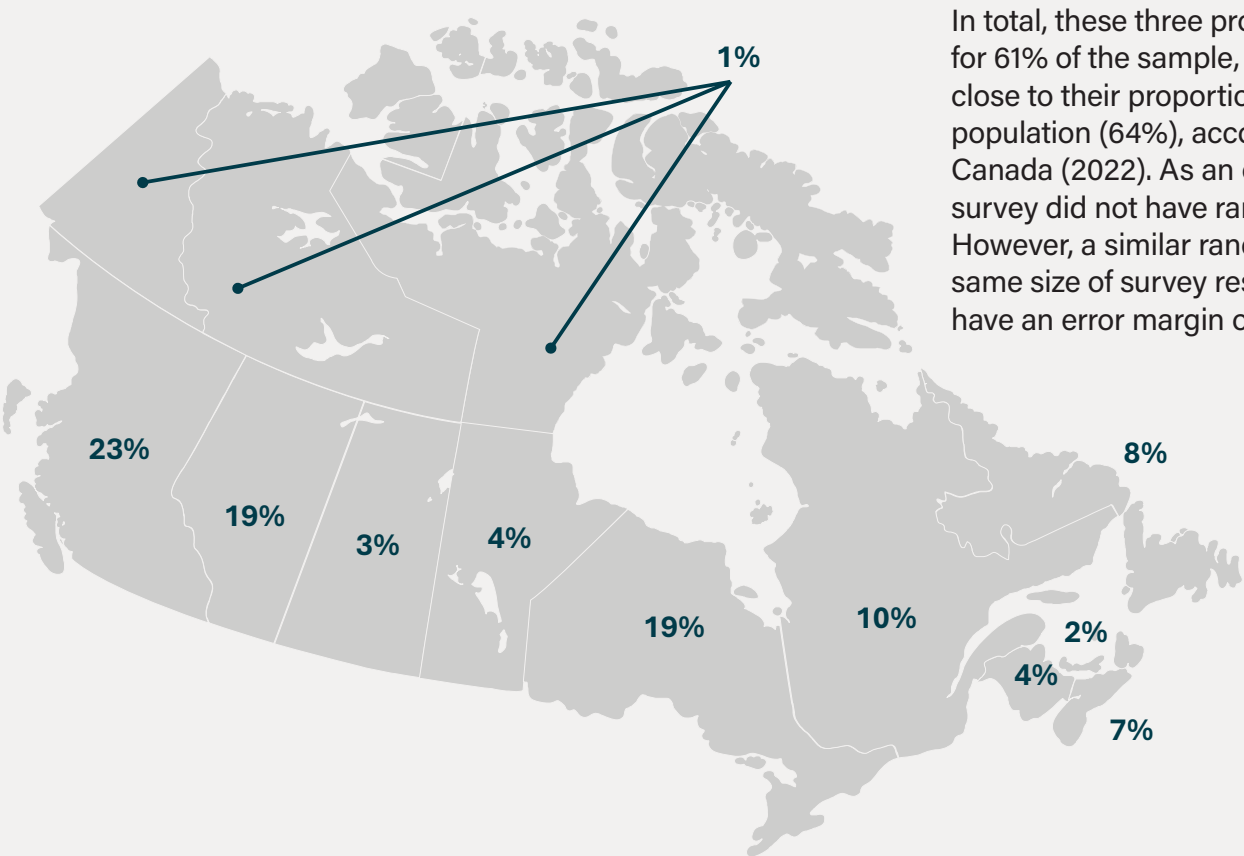 In total, these three pro
for 61% of the sample,
close to their proportio
population (64%), acco
Canada (2022). As an o
survey did not have ran
However, a similar rand
same size of survey res
have an error margin o
1%
23%
19%
3%
4%
19%
10%
8%
2%
4%
7%